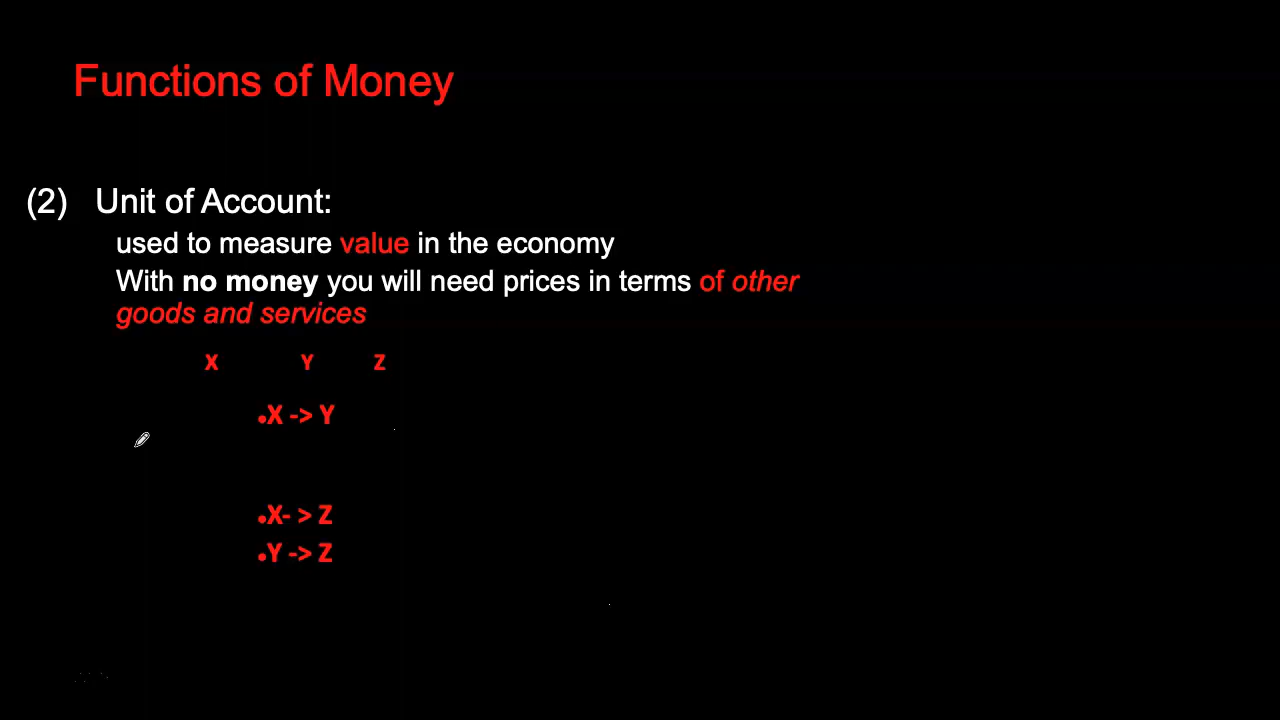 Functions of Money
(2) Unit of Account:
used to measure value in the economy
With no money you will need prices in terms of other
goods and services
X Y Z
•X -> Y
•X- > Z
•Y -> Z